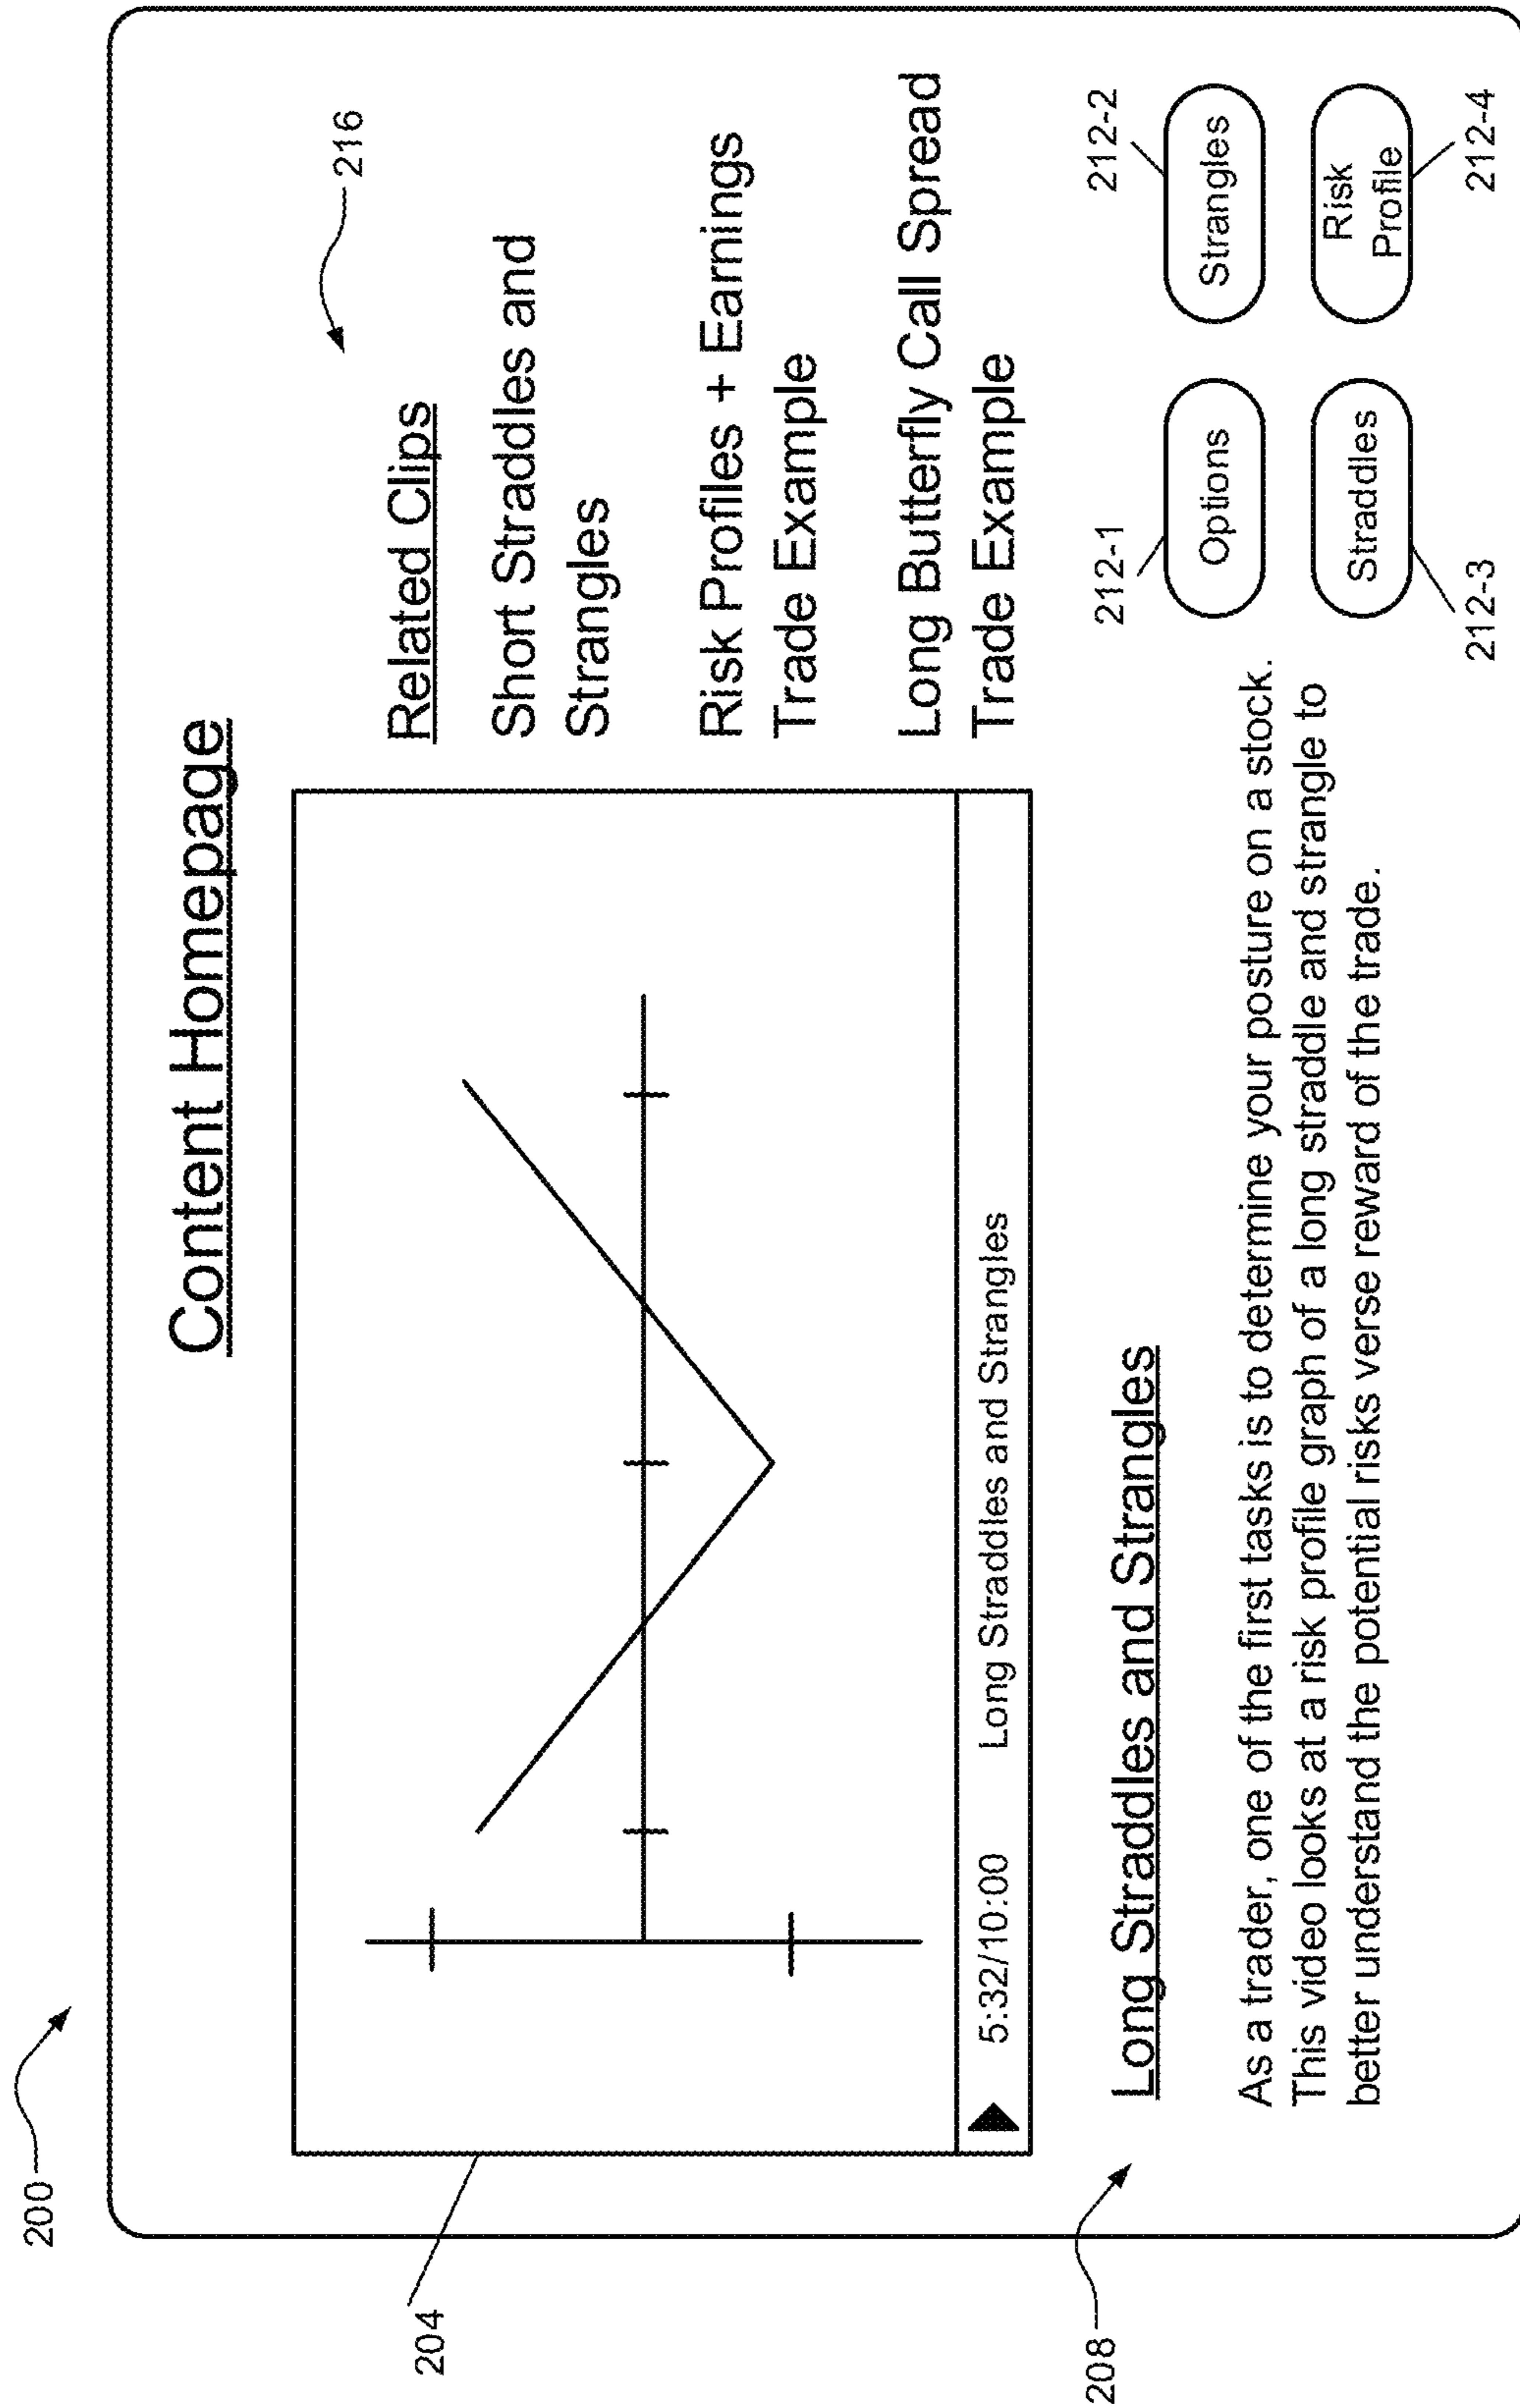 200
Content Homepage
204
216
Related Clips
Short Straddles and
Strangles
Risk Profiles + Earnings
Trade Example
Long Butterfly Call Spread
Trade Example
5:32/10:00 Long Straddles and Strangles
208
Long Straddles and Strangles
As a trader, one of the first tasks is to determine your posture on a stock.
This video looks at a risk profile graph of a long straddle and strangle to
better understand the potential risks verse reward of the trade.
212-1
Options
212-2
Strangles
Straddles
212-3
Risk
Profile
212-4